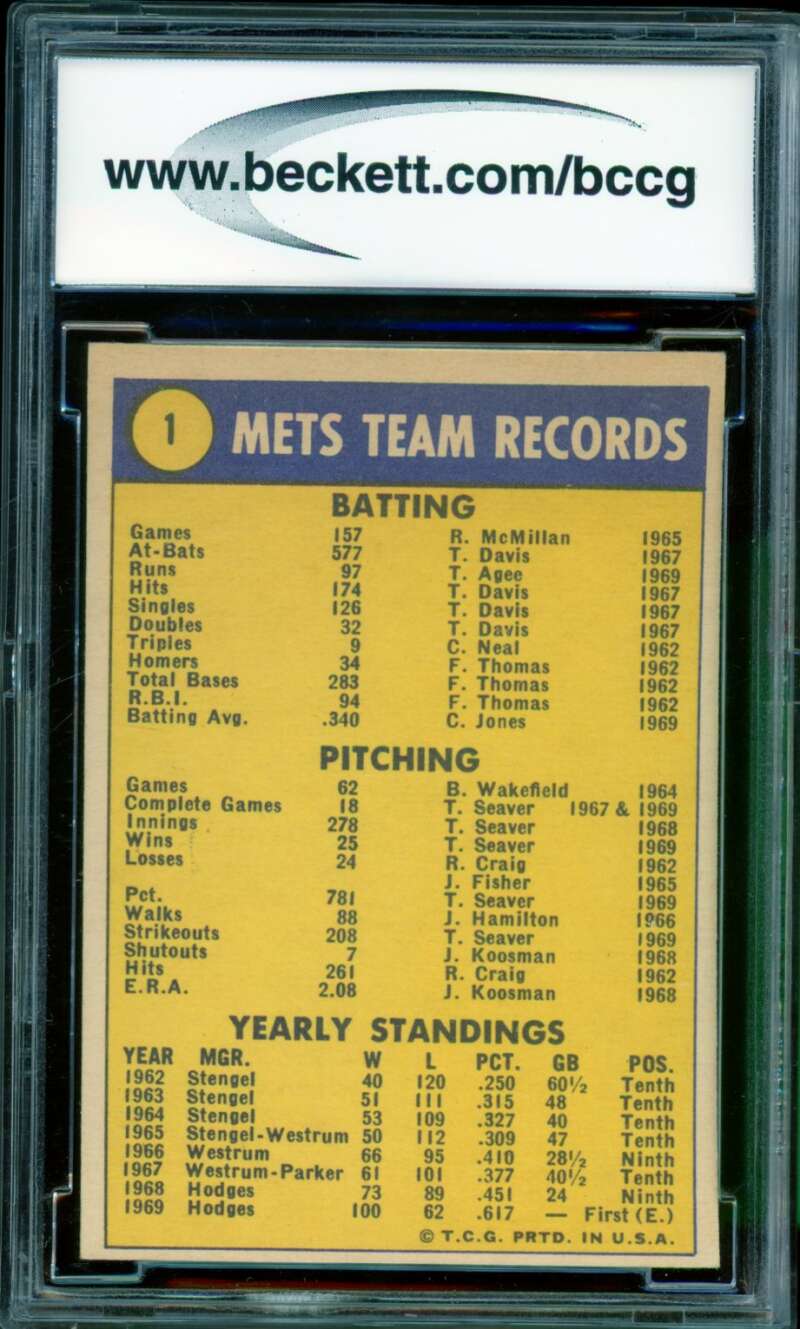 www.beckett.com/bccg
1 METS TEAM RECORDS
BATTING
Games 157 R. McMillan 1965
At-Bats 577 T. Davis 1967
Runs 97 T. Agee 1969
Hits 174 T. Davis 1967
Singles 126 T. Davis 1967
Doubles 32 T. Davis 1967
Triples 9 C. Neal 1962
Homers 34 F. Thomas 1962
Total Bases 283 F. Thomas 1962
R.B.I. 94 F. Thomas 1962
Batting Avg. .340 C. Jones 1969
PITCHING
Games 62 B. Wakefield 1964
Complete Games 18 T. Seaver 1967 & 1969
Innings 278 T. Seaver 1968
Wins 25 T. Seaver 1969
Losses 24 R. Craig 1962
J. Fisher 1965
Pct. 781 T. Seaver 1969
Walks 88 J. Hamilton 1966
Strikeouts 208 T. Seaver 1969
Shutouts 7 J. Koosman 1968
Hits 261 R. Craig 1962
E.R.A. 2.08 J. Koosman 1968
YEARLY STANDINGS
YEAR MGR. W L PCT. GB POS.
1962 Stengel 40 120 .250 60½ Tenth
1963 Stengel 51 111 .315 48 Tenth
1964 Stengel 53 109 .327 40 Tenth
1965 Stengel-Westrum 50 112 .309 47 Tenth
1966 Westrum 66 95 .410 28½ Ninth
1967 Westrum-Parker 61 101 .377 40½ Tenth
1968 Hodges 73 89 .451 24 Ninth
1969 Hodges 100 62 .617 — First (E.)
© T.C.G. PRTD. IN U.S.A.